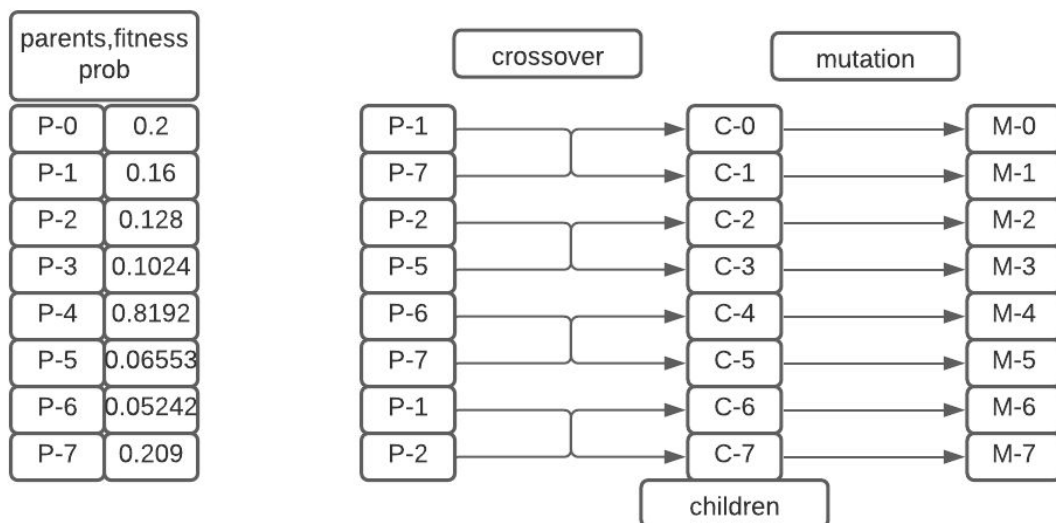 parents,fitness
prob
crossover
mutation
P-0 0.2 P-1 C-0 M-0
P-1 0.16 P-7 C-1 M-1
P-2 0.128 P-2 C-2 M-2
P-3 0.1024 P-5 C-3 M-3
P-4 0.8192 P-6 C-4 M-4
P-5 0.06553 P-7 C-5 M-5
P-6 0.05242 P-1 C-6 M-6
P-7 0.209 P-2 C-7 M-7
children